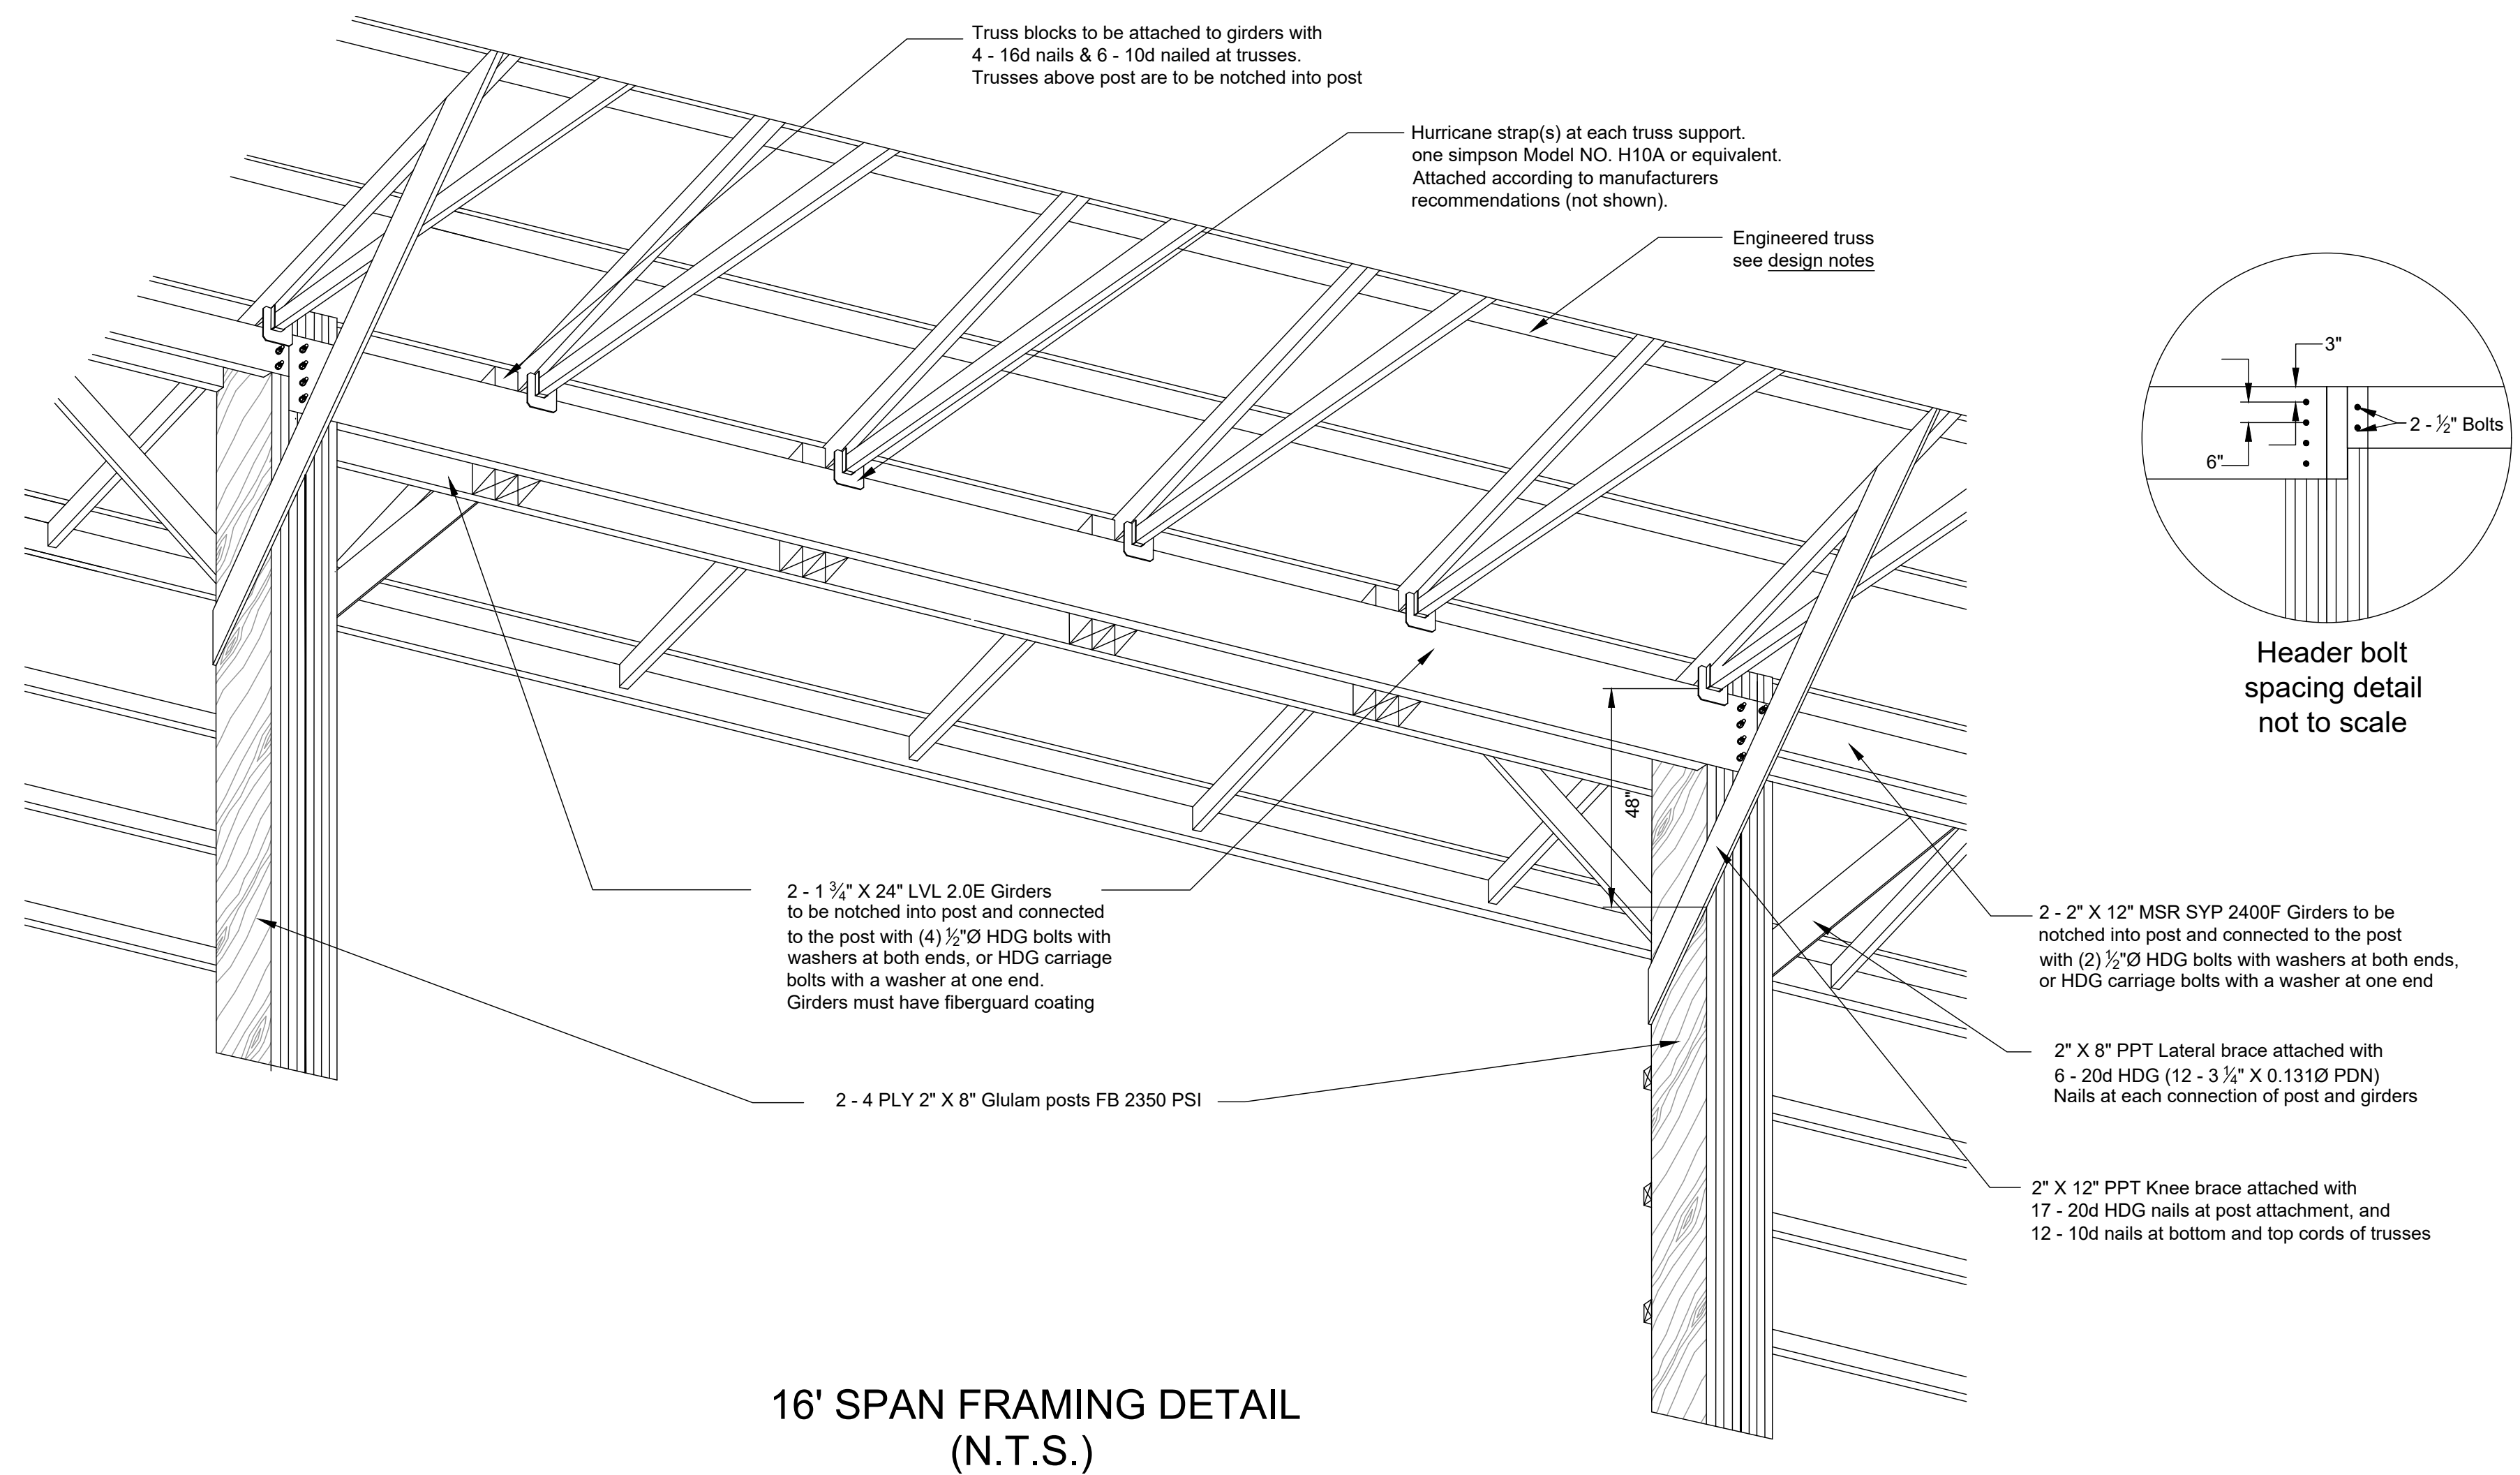 Truss blocks to be attached to girders with
4 - 16d nails & 6 - 10d nailed at trusses.
Trusses above post are to be notched into post
Hurricane strap(s) at each truss support.
one simpson Model NO. H10A or equivalent.
Attached according to manufacturers
recommendations (not shown).
Engineered truss
see design notes
3"
2 - ½" Bolts
6"
Header bolt
spacing detail
not to scale
48"
2 - 1 ¾" X 24" LVL 2.0E Girders
to be notched into post and connected
to the post with (4) ½"Ø HDG bolts with
washers at both ends, or HDG carriage
bolts with a washer at one end.
Girders must have fiberguard coating
2 - 4 PLY 2" X 8" Glulam posts FB 2350 PSI
2 - 2" X 12" MSR SYP 2400F Girders to be
notched into post and connected to the post
with (2) ½"Ø HDG bolts with washers at both ends,
or HDG carriage bolts with a washer at one end
2" X 8" PPT Lateral brace attached with
6 - 20d HDG (12 - 3 ¼" X 0.131Ø PDN)
Nails at each connection of post and girders
2" X 12" PPT Knee brace attached with
17 - 20d HDG nails at post attachment, and
12 - 10d nails at bottom and top cords of trusses
16' SPAN FRAMING DETAIL
(N.T.S.)